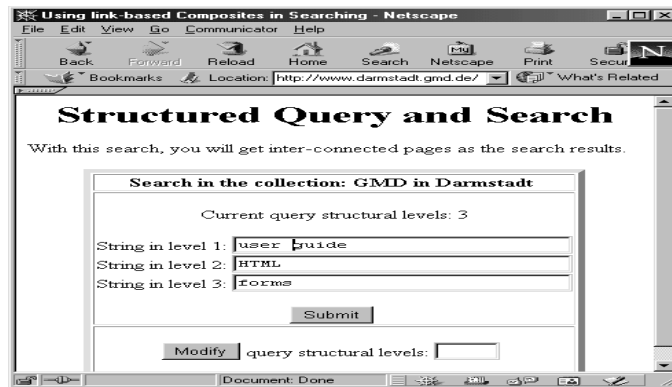 Using link-based Composites in Searching - Netscape
File Edit View Go Communicator Help
Back Forward Reload Home Search Netscape Print Secur N
Bookmarks Location: http://www.darmstadt.gmd.de/ What's Related
Structured Query and Search
With this search, you will get inter-connected pages as the search results.
Search in the collection: GMD in Darmstadt
Current query structural levels: 3
String in level 1: user guide
String in level 2: HTML
String in level 3: forms
Submit
Modify query structural levels:
Document: Done